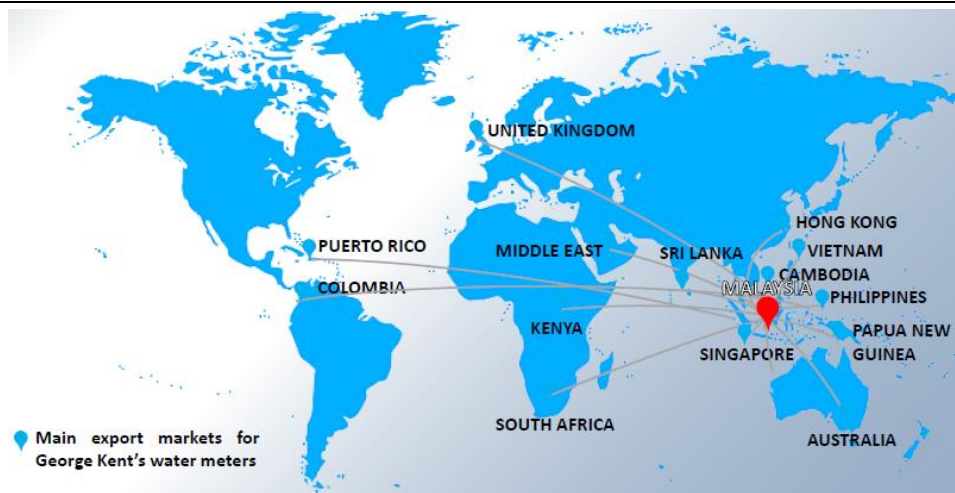 UNITED KINGDOM
HONG KONG
PUERTO RICO
MIDDLE EAST
SRI LANKA
VIETNAM
CAMBODIA
COLOMBIA
MALAYSIA
PHILIPPINES
KENYA
PAPUA NEW
GUINEA
SINGAPORE
SOUTH AFRICA
AUSTRALIA
Main export markets for
George Kent's water meters